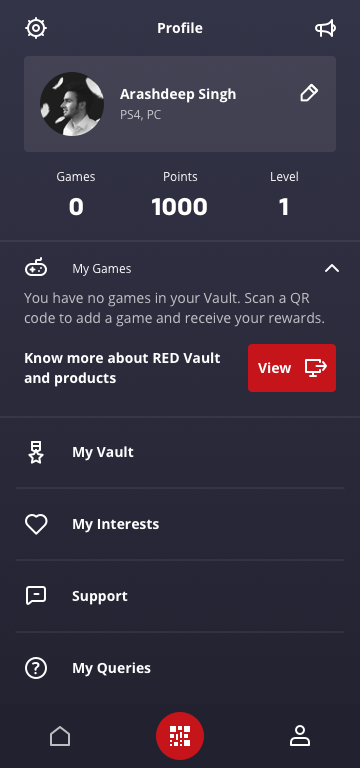 Profile
Arashdeep Singh
PS4, PC
Games Points Level
0 1000 1
My Games
You have no games in your Vault. Scan a QR
code to add a game and receive your rewards.
Know more about RED Vault
and products
View
My Vault
My Interests
Support
My Queries